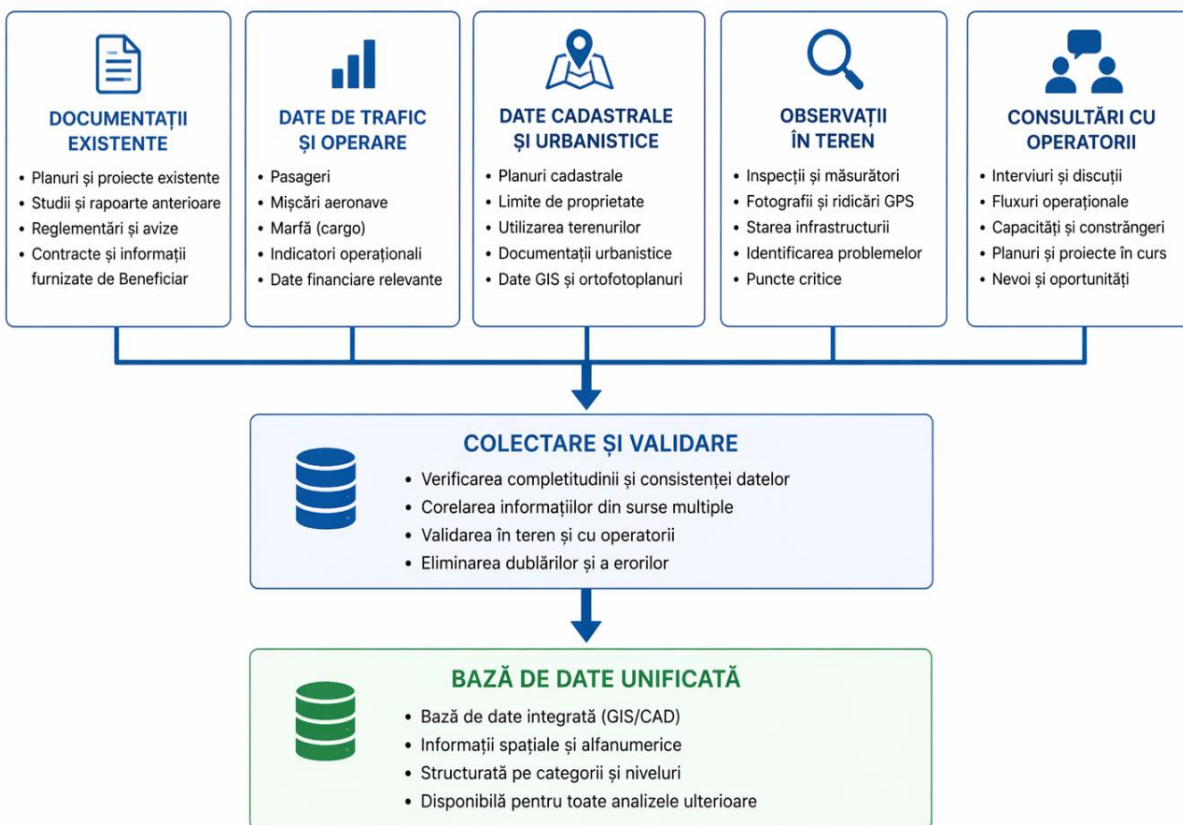 DOCUMENTAȚII
EXISTENTE
• Planuri și proiecte existente
• Studii și rapoarte anterioare
• Reglementări și avize
• Contracte și informații
furnizate de Beneficiar
DATE DE TRAFIC
ȘI OPERARE
• Pasageri
• Mișcări aeronave
• Marfă (cargo)
• Indicatori operaționali
• Date financiare relevante
DATE CADASTRALE
ȘI URBANISTICE
• Planuri cadastrale
• Limite de proprietate
• Utilizarea terenurilor
• Documentații urbanistice
• Date GIS și ortofotoplanuri
OBSERVAȚII
ÎN TEREN
• Inspecții și măsurători
• Fotografii și ridicări GPS
• Starea infrastructurii
• Identificarea problemelor
• Puncte critice
CONSULTĂRI CU
OPERATORII
• Interviuri și discuții
• Fluxuri operaționale
• Capacități și constrângeri
• Planuri și proiecte în curs
• Nevoi și oportunități
COLECTARE ȘI VALIDARE
• Verificarea completitudinii și consistenței datelor
• Corelarea informațiilor din surse multiple
• Validarea în teren și cu operatorii
• Eliminarea dublărilor și a erorilor
BAZĂ DE DATE UNIFICATĂ
• Bază de date integrată (GIS/CAD)
• Informații spațiale și alfanumerice
• Structurată pe categorii și niveluri
• Disponibilă pentru toate analizele ulterioare